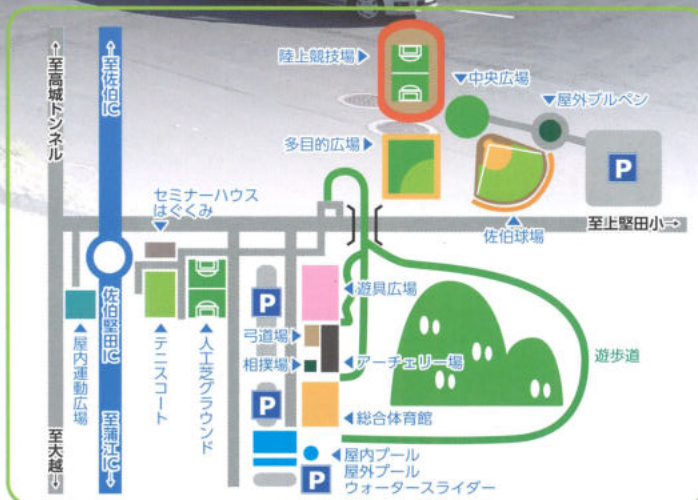 陸上競技場▶
▼中央広場
▼屋外ブルペン
多目的広場▶
P
▲
佐伯球場
至上堅田小→
←至高城トンネル
←至佐伯IC
セミナーハウス
はぐくみ
▼
佐伯堅田IC
至蒲江IC→
至大越→
▲屋内運動広場
▲テニスコート
▲人工芝グラウンド
P
◀遊具広場
弓道場▶
相撲場▶
◀アーチェリー場
遊歩道
P
◀総合体育館
◀屋内プール
屋外プール
ウォータースライダー
P